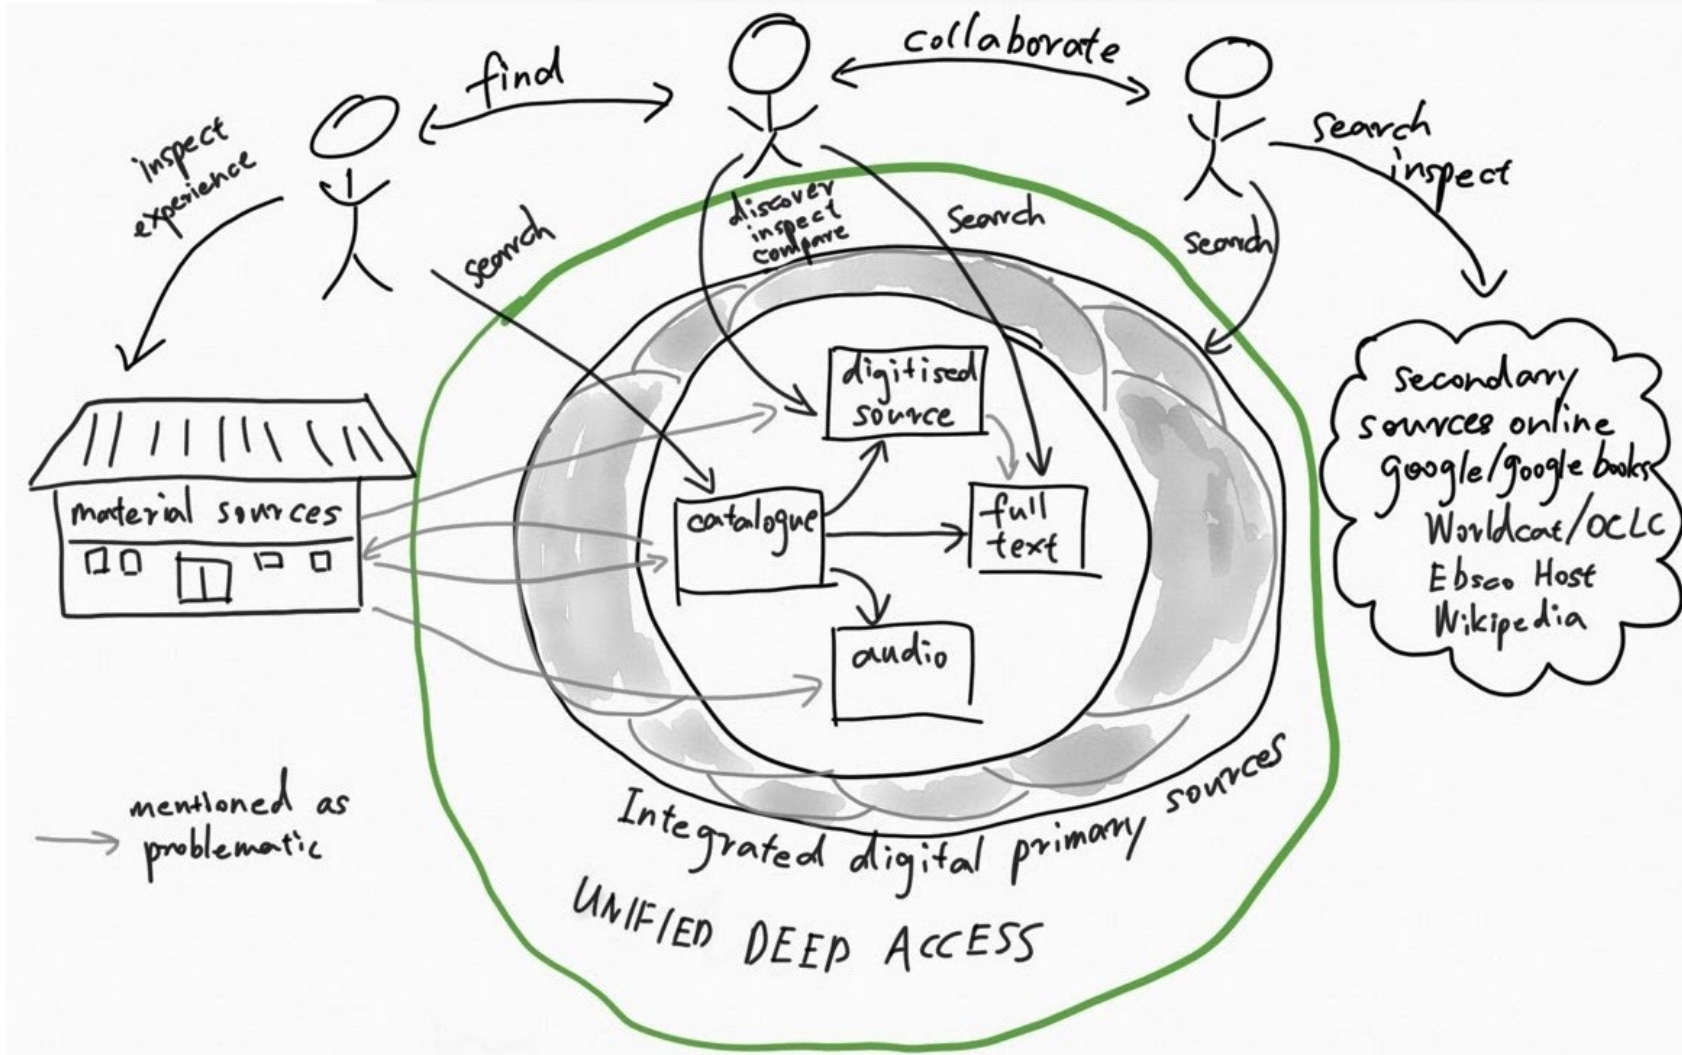 find
collaborate
inspect
experience
search
inspect
search
discover
inspect
compare
Search
Search
digitised
source
secondary
sources online
google/google books
Worldcat/OCLC
Ebsco Host
Wikipedia
material sources
catalogue
full
text
audio
mentioned as
problematic
Integrated digital primary sources
UNIFIED DEEP ACCESS